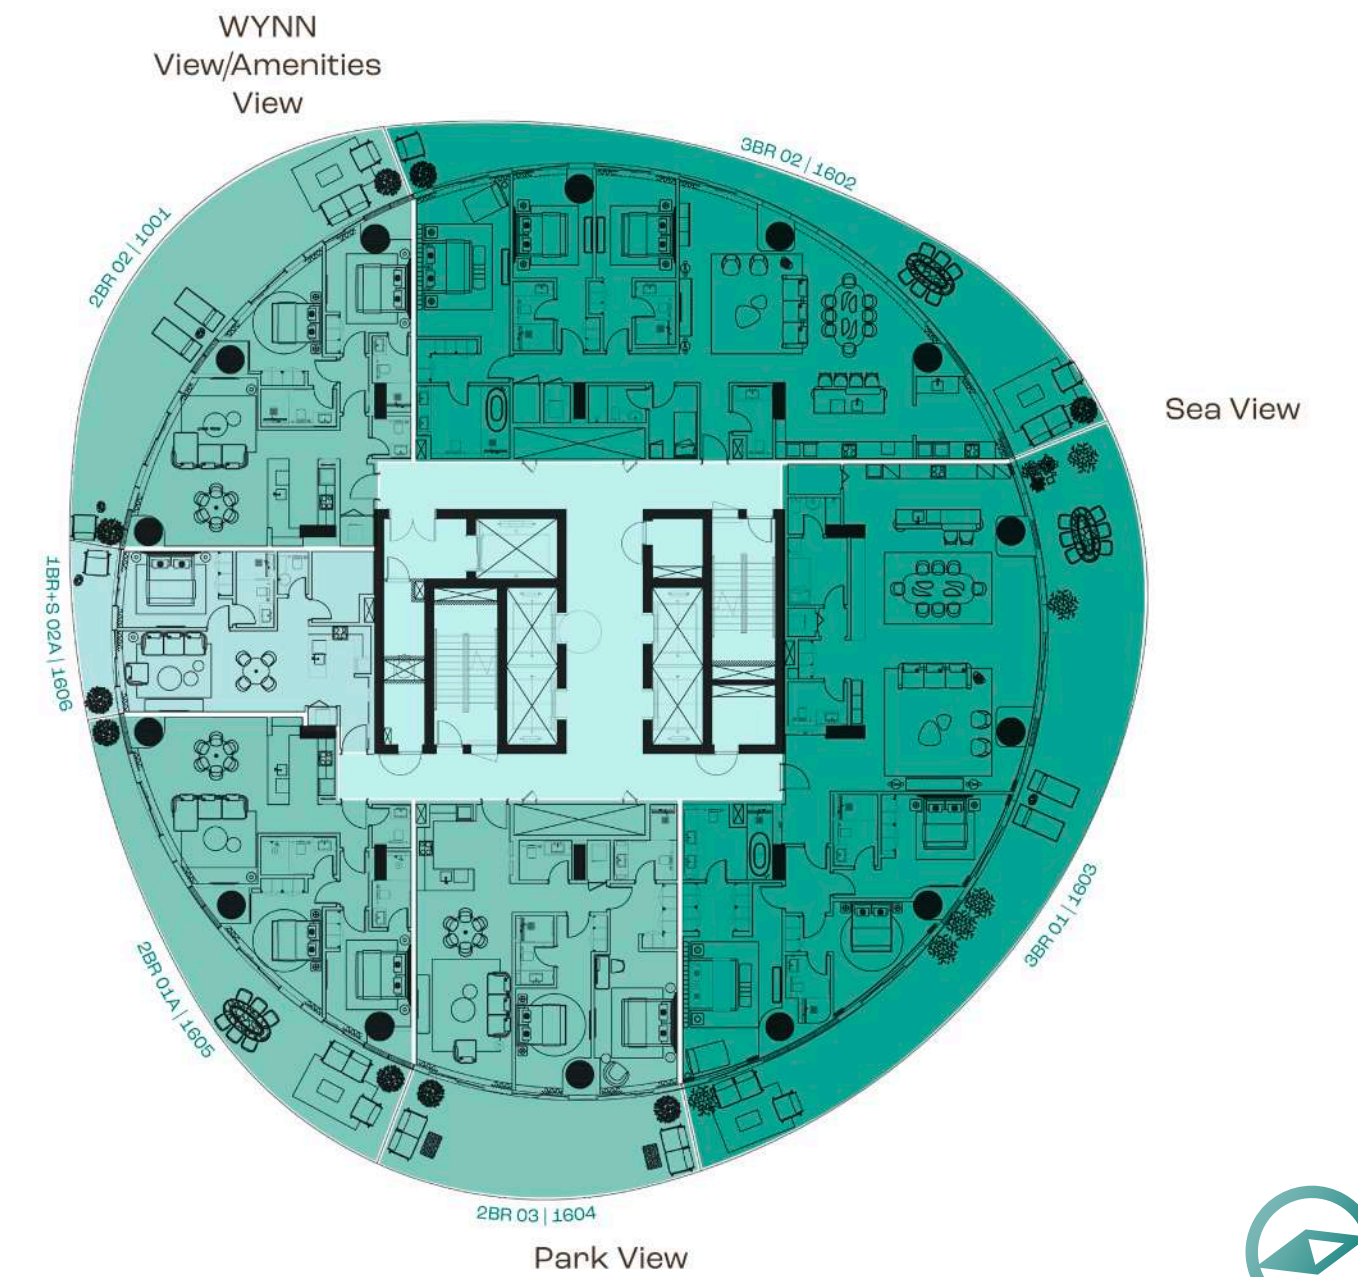 WYNN
View/Amenities
View
3BR 02 | 1602
2BR 02 | 1001
Sea View
1BR+S 02A | 1606
3BR 01 | 1603
2BR 01A | 1605
2BR 03 | 1604
Park View